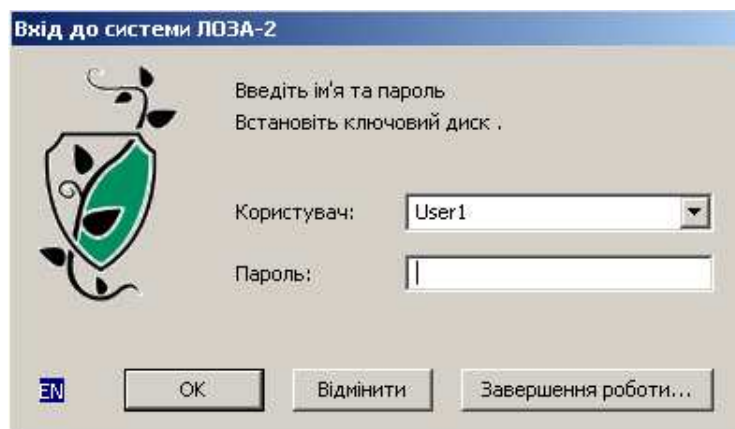 Вхід до системи ЛОЗА-2
Введіть ім'я та пароль
Встановіть ключовий диск .
Користувач: User1
Пароль:
EN OK Відмінити Завершення роботи...